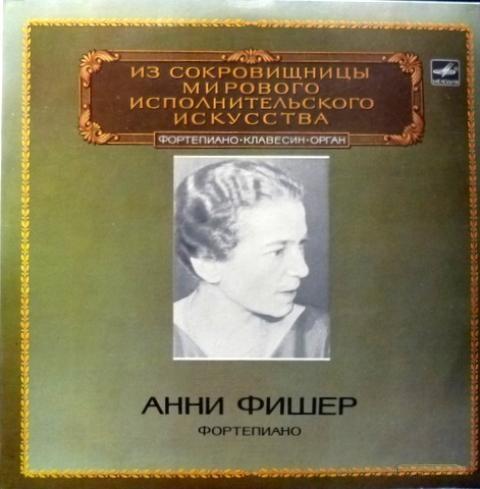 ИЗ СОКРОВИЩНИЦЫ
МИРОВОГО
ИСПОЛНИТЕЛЬСКОГО
ИСКУССТВА
ФОРТЕПИАНО•КЛАВЕСИН•ОРГАН
АННИ ФИШЕР
ФОРТЕПИАНО